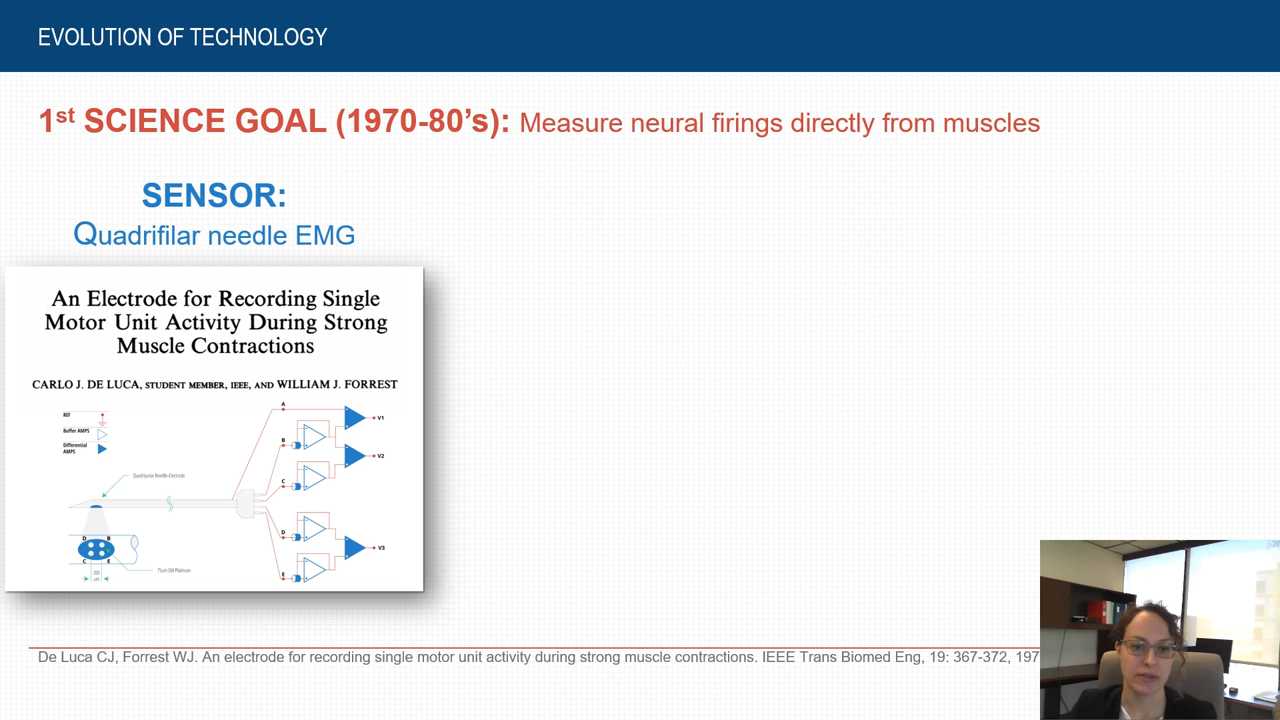 EVOLUTION OF TECHNOLOGY
1st SCIENCE GOAL (1970-80's): Measure neural firings directly from muscles
SENSOR:
Quadrifilar needle EMG
An Electrode for Recording Single
Motor Unit Activity During Strong
Muscle Contractions
CARLO J. DE LUCA, STUDENT MEMBER, IEEE, AND WILLIAM J. FORREST
REF
Buffer AMPS
Differential
AMPS
A
V1
B
V2
C
Quadripolar Needle-Electrode
D
V3
E
D B
C E
200
um
75um DIA Platinum
De Luca CJ, Forrest WJ. An electrode for recording single motor unit activity during strong muscle contractions. IEEE Trans Biomed Eng, 19: 367-372, 197